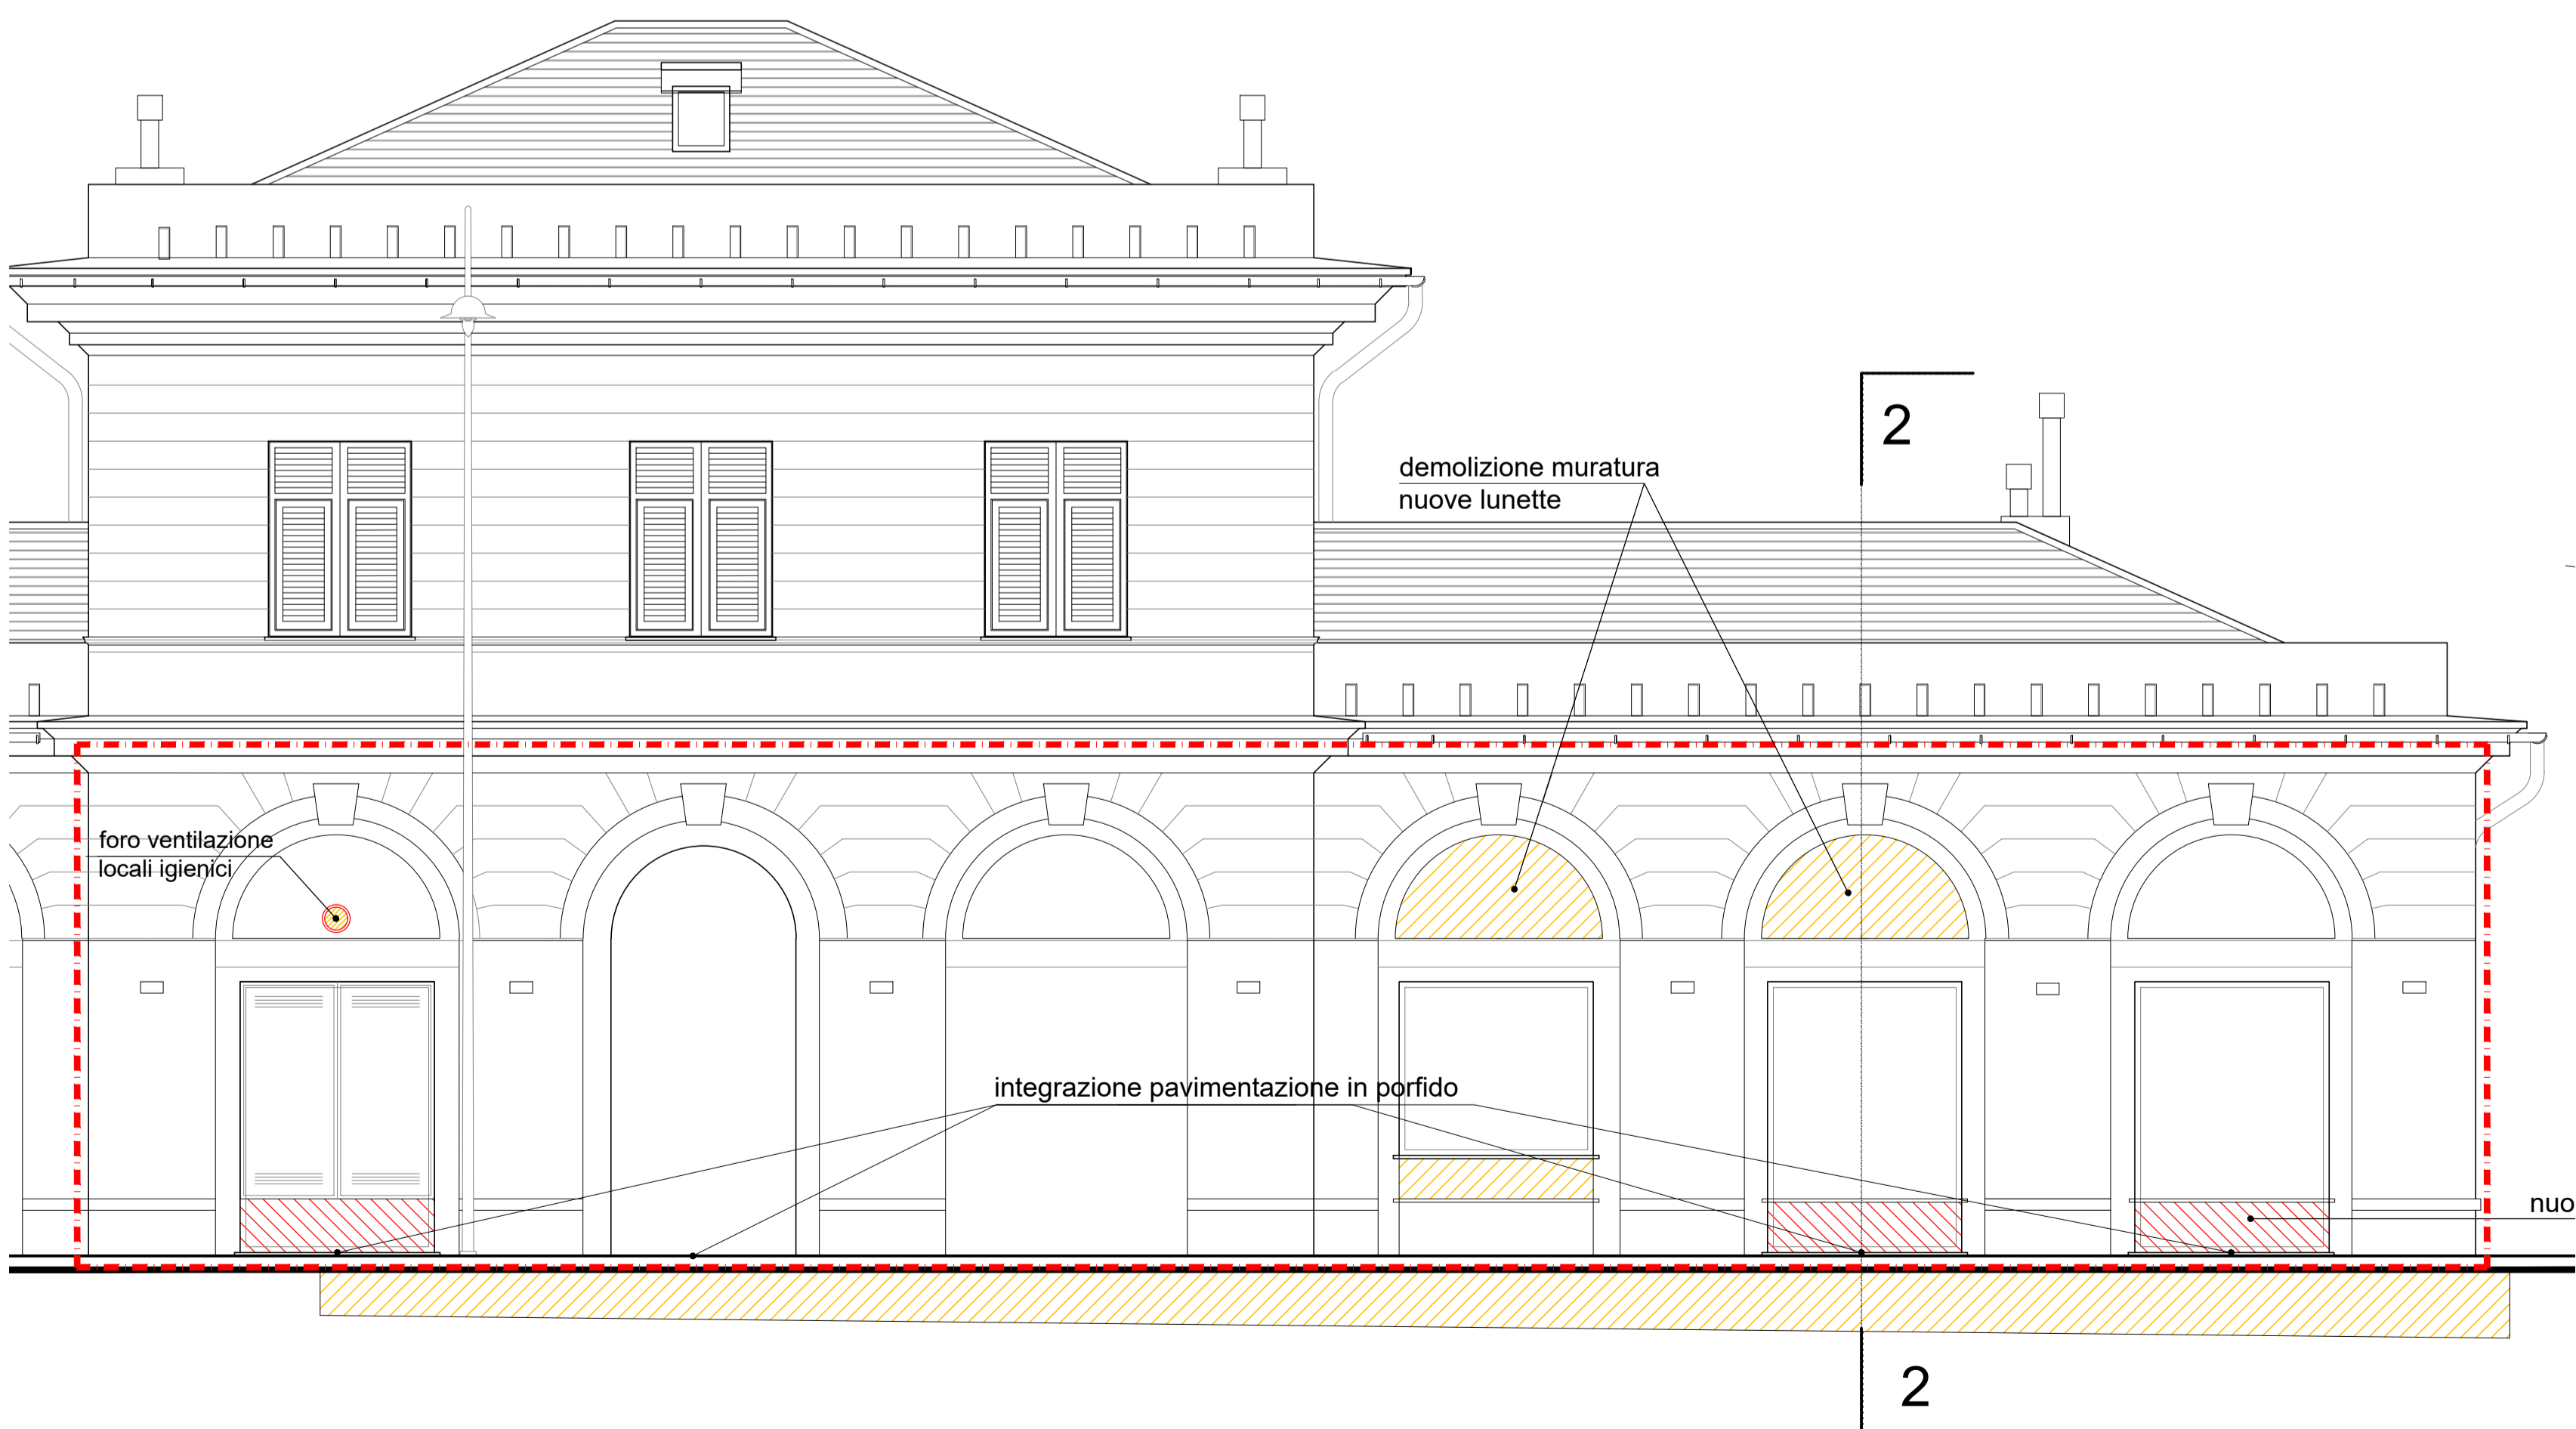 2
demolizione muratura
nuove lunette
foro ventilazione
locali igienici
integrazione pavimentazione in porfido
nuo
2